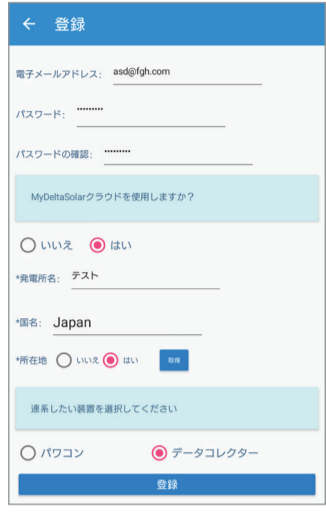 ← 登録
電子メールアドレス: asd@fgh.com
パスワード: •••••••••
パスワードの確認: •••••••••
MyDeltaSolarクラウドを使用しますか？
いいえ はい
*発電所名: テスト
*国名: Japan
*所在地 いいえ はい 取得
連系したい装置を選択してください
パワコン データコレクター
登録